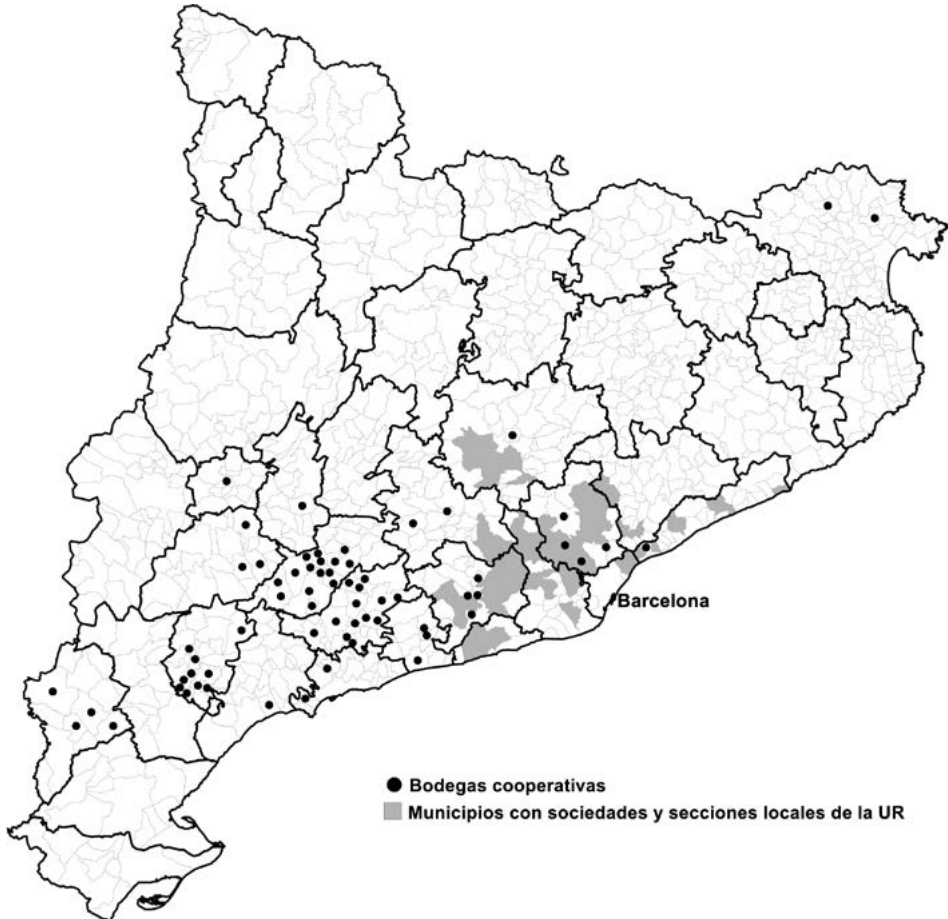 Barcelona
Bodegas cooperativas
Municipios con sociedades y secciones locales de la UR